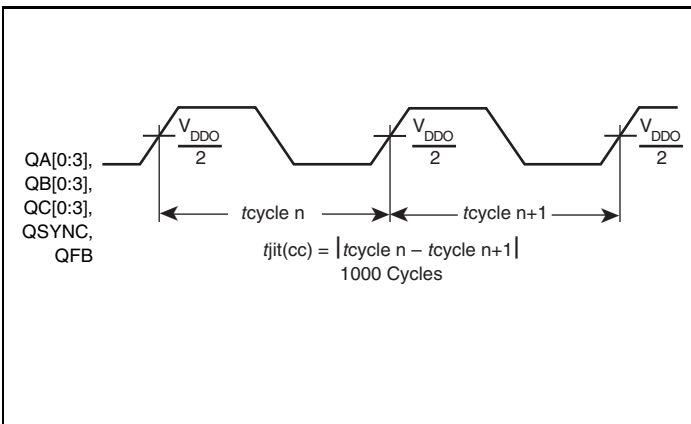 V_DDO
2
V_DDO
2
V_DDO
2
QA[0:3],
QB[0:3],
QC[0:3],
QSYNC,
QFB
tcycle n
tcycle n+1
tjit(cc) = |tcycle n – tcycle n+1|
1000 Cycles